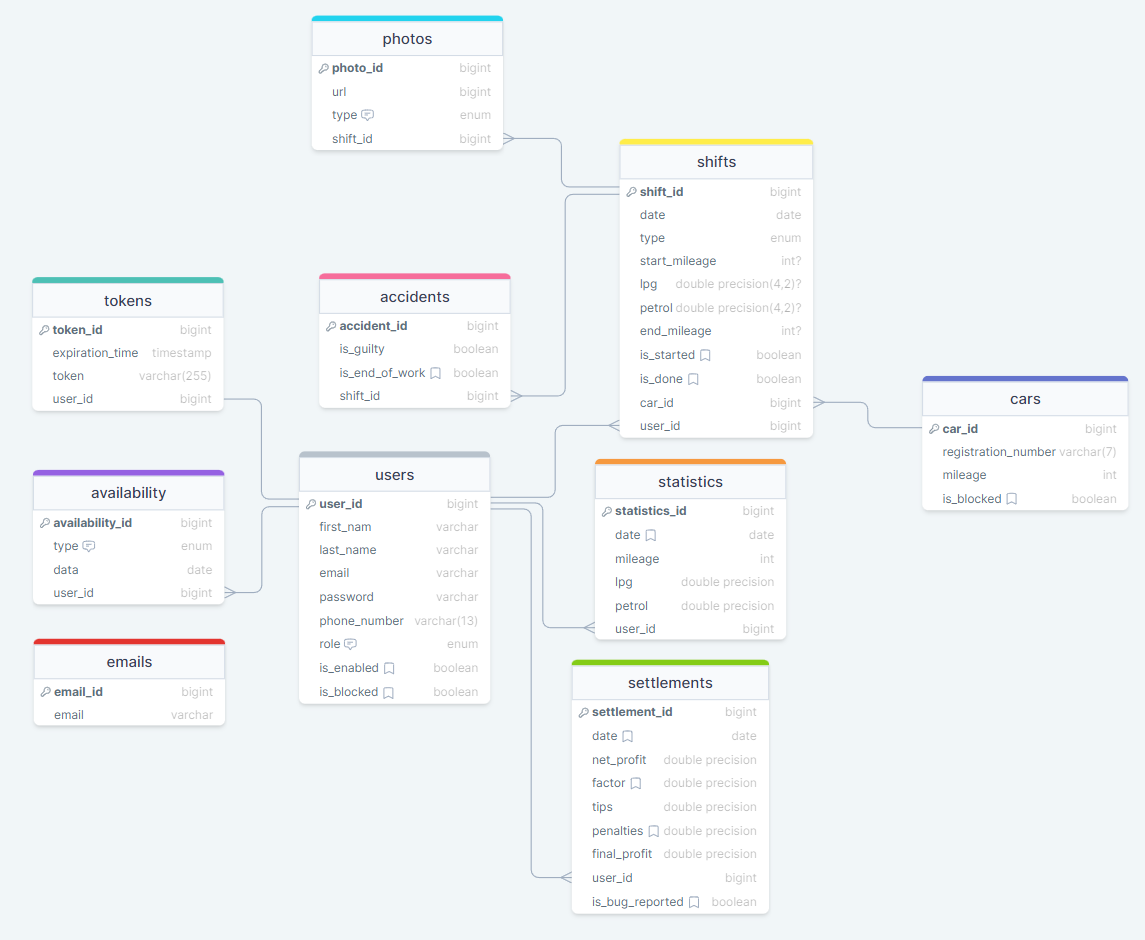 photos
photo_id bigint
url bigint
type enum
shift_id bigint
shifts
shift_id bigint
date date
type enum
start_mileage int?
lpg double precision(4,2)?
petrol double precision(4,2)?
end_mileage int?
is_started boolean
is_done boolean
car_id bigint
user_id bigint
tokens
token_id bigint
expiration_time timestamp
token varchar(255)
user_id bigint
accidents
accident_id bigint
is_guilty boolean
is_end_of_work boolean
shift_id bigint
cars
car_id bigint
registration_number varchar(7)
mileage int
is_blocked boolean
availability
availability_id bigint
type enum
data date
user_id bigint
users
user_id bigint
first_nam varchar
last_name varchar
email varchar
password varchar
phone_number varchar(13)
role enum
is_enabled boolean
is_blocked boolean
statistics
statistics_id bigint
date date
mileage int
lpg double precision
petrol double precision
user_id bigint
emails
email_id bigint
email varchar
settlements
settlement_id bigint
date date
net_profit double precision
factor double precision
tips double precision
penalties double precision
final_profit double precision
user_id bigint
is_bug_reported boolean